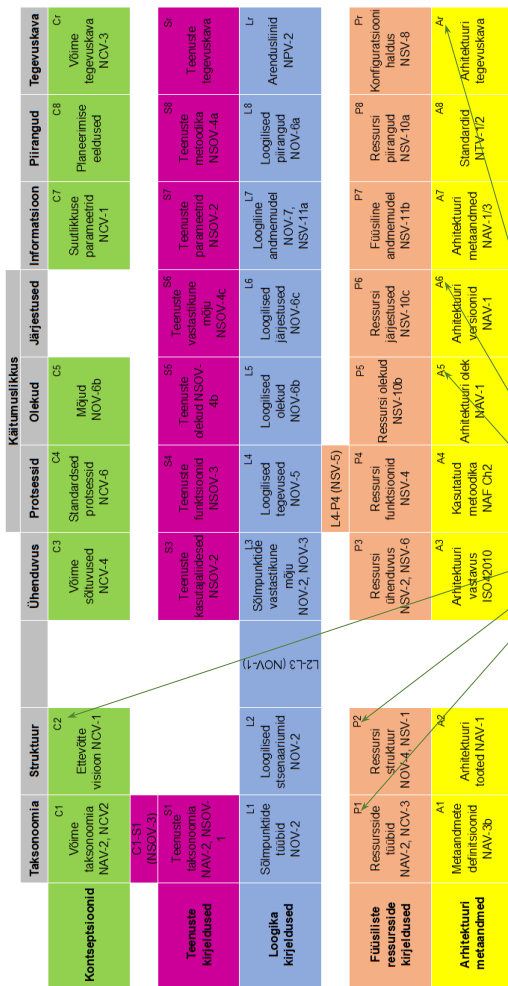 Käitumuslikkus
Taksonoomia
Struktuur
Ühenduvus
Protsessid
Olekud
Järjestused
Informatsioon
Piirangud
Tegevuskava
Kontseptsioonid
C1
Võime
taksonoomia
NAV-2, NCV2
C2
Ettevõtte
visioon NCV-1
C3
Võime
sõltuvused
NCV-4
C4
Standardsed
protsessid
NCV-6
C5
Mõjud
NOV-6b
C7
Suutlikkuse
parameetrid
NCV-1
C8
Planeerimise
eeldused
Cr
Võime
tegevuskava
NCV-3
C1-S1
(NSOV-3)
Teenuste
kirjeldused
S1
Teenuste
taksonoomia
NAV-2, NSOV-
1
S3
Teenuste
kasutajaliidesed
NSOV-2
S4
Teenuste
funktsioonid
NSOV-3
S5
Teenuste
olekud NSOV-
4b
S6
Teenuste
vastastikune
mõju
NSOV-4c
S7
Teenuste
parameetrid
NSOV-2
S8
Teenuste
metoodika
NSOV-4a
Sr
Teenuste
tegevuskava
Loogika
kirjeldused
L1
Sõlmpunktide
tüübid
NOV-2
L2
Loogilised
stsenaariumid
NOV-2
L2-L3 (NOV-1)
L3
Sõlmpunktide
vastastikune
mõju
NOV-2, NOV-3
L4
Loogilised
tegevused
NOV-5
L5
Loogilised
olekud
NOV-6b
L6
Loogilised
järjestused
NOV-6c
L7
Loogiline
andmemudel
NOV-7,
NSV-11a
L8
Loogilised
piirangud
NOV-6a
Lr
Arendusliinid
NPV-2
L4-P4 (NSV-5)
Füüsiliste
ressursside
kirjeldused
P1
Ressursside
tüübid
NAV-2, NCV-3
P2
Ressursi
struktuur
NOV-4, NSV-1
P3
Ressursi
ühenduvus
NSV-2, NSV-6
P4
Ressursi
funktsioonid
NSV-4
P5
Ressursi olekud
NSV-10b
P6
Ressursi
järjestused
NSV-10c
P7
Füüsiline
andmemudel
NSV-11b
P8
Ressursi
piirangud
NSV-10a
Pr
Konfiguratsiooni
haldus
NSV-8
Arhitektuuri
metaandmed
A1
Metaandmete
definitsioonid
NAV-3b
A2
Arhitektuuri
tooted NAV-1
A3
Arhitektuuri
vastavus
ISO42010
A4
Kasutatud
metoodika
NAF Ch2
A5
Arhitektuuri olek
NAV-1
A6
Arhitektuuri
versioonid
NAV-1
A7
Arhitektuuri
metaandmed
NAV-1/3
A8
Standardid
NTV-1/2
Ar
Arhitektuuri
tegevuskava